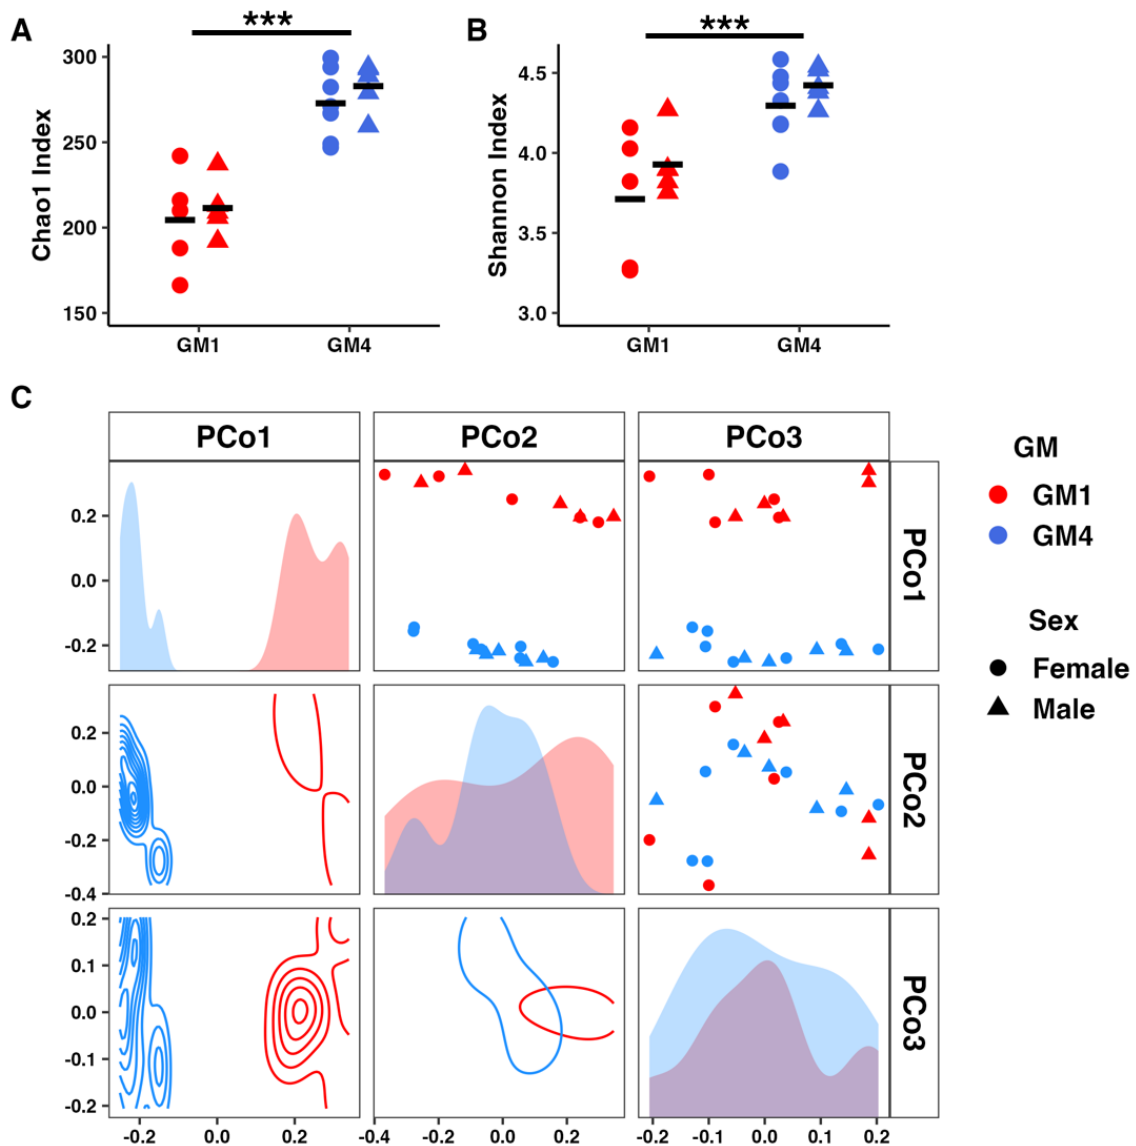 A
***
B
***
Chao1 Index
300
250
200
150
GM1
GM4
Shannon Index
4.5
4.0
3.5
3.0
GM1
GM4
C
PCo1
PCo2
PCo3
0.2
0.0
-0.2
PCo1
0.2
0.0
-0.2
-0.4
PCo2
0.2
0.1
0.0
-0.1
-0.2
PCo3
-0.2
0.0
0.2
-0.4
-0.2
0.0
0.2
-0.2
-0.1
0.0
0.1
0.2
GM
GM1
GM4
Sex
Female
Male